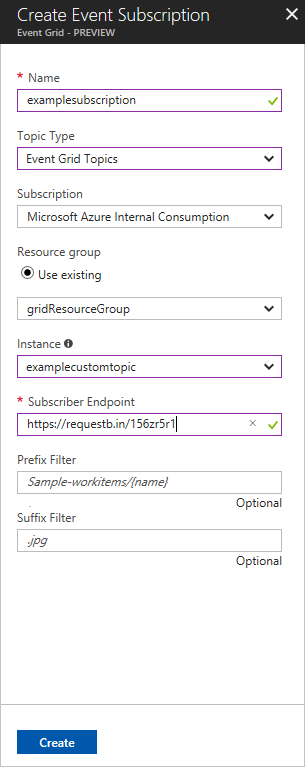 Create Event Subscription
Event Grid - PREVIEW
* Name
examplesubscription
Topic Type
Event Grid Topics
Subscription
Microsoft Azure Internal Consumption
Resource group
Use existing
gridResourceGroup
Instance
examplecustomtopic
* Subscriber Endpoint
https://requestb.in/156zr5r1
Prefix Filter
Sample-workitems/{name}
Optional
Suffix Filter
.jpg
Optional
Create